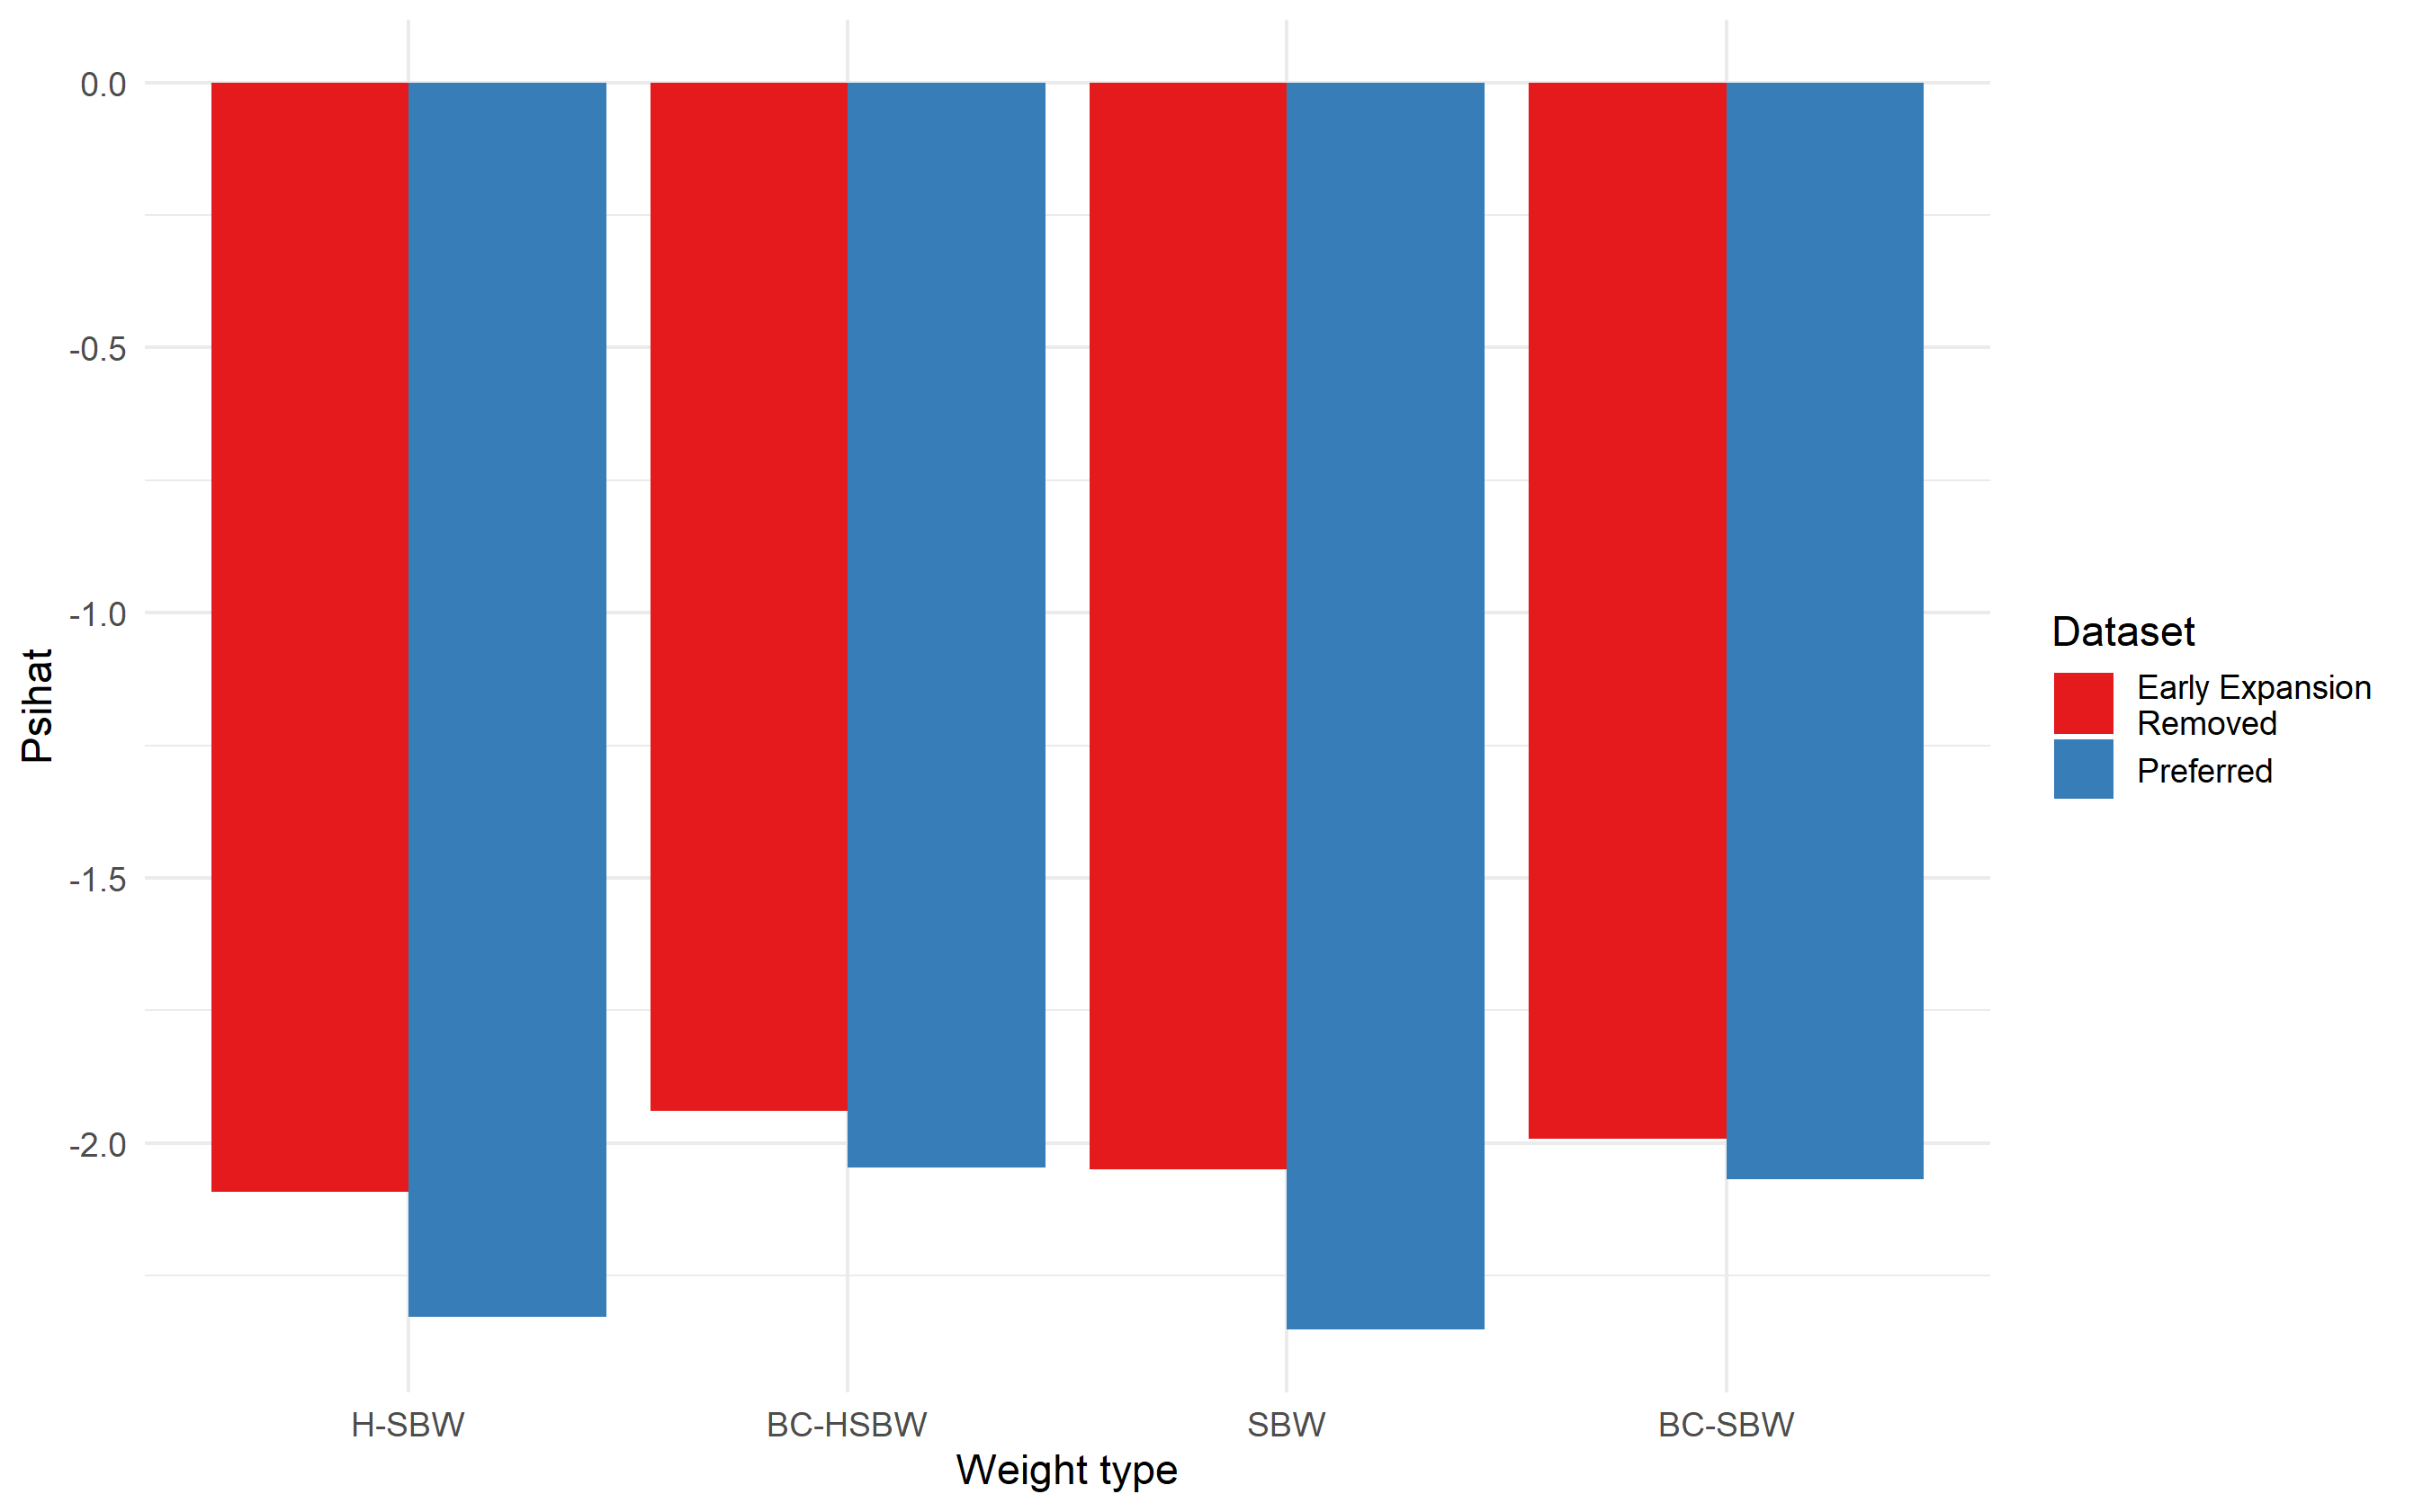 0.0
-0.5
-1.0
-1.5
-2.0
Psihat
H-SBW
BC-HSBW
SBW
BC-SBW
Weight type
Dataset
Early Expansion
Removed
Preferred